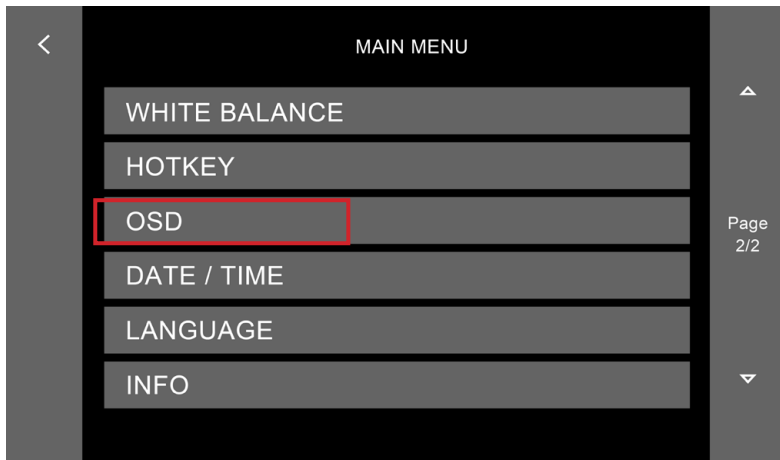 MAIN MENU
WHITE BALANCE
HOTKEY
OSD
DATE / TIME
LANGUAGE
INFO
Page
2/2